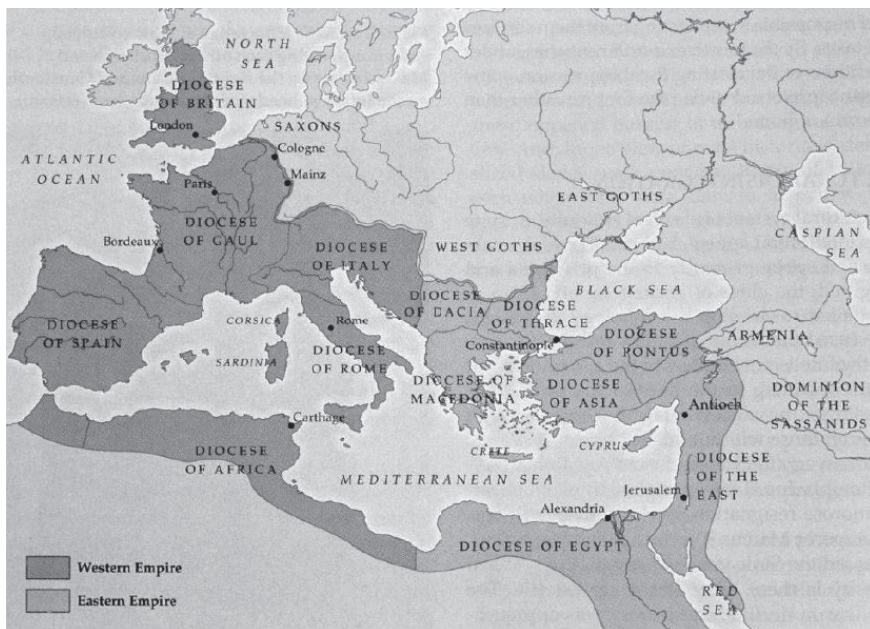 NORTH
SEA
DIOCESE
OF BRITAIN
London
SAXONS
Cologne
ATLANTIC
OCEAN
Mainz
Paris
EAST GOTHS
CASPIAN
SEA
DIOCESE
OF GAUL
Bordeaux
DIOCESE
OF ITALY
WEST GOTHS
BLACK SEA
DIOCESE
OF DACIA
DIOCESE
OF THRACE
CORSICA
Rome
DIOCESE
OF SPAIN
Constantinople
DIOCESE
OF PONTUS
ARMENIA
SARDINIA
DIOCESE
OF ROME
DIOCESE OF
MACEDONIA
DIOCESE
OF ASIA
DOMINION
OF THE
SASSANIDS
Antioch
Carthage
DIOCESE
OF AFRICA
CRETE
CYPRUS
DIOCESE
OF THE
EAST
MEDITERRANEAN SEA
Jerusalem
Alexandria
DIOCESE OF EGYPT
Western Empire
Eastern Empire
RED
SEA